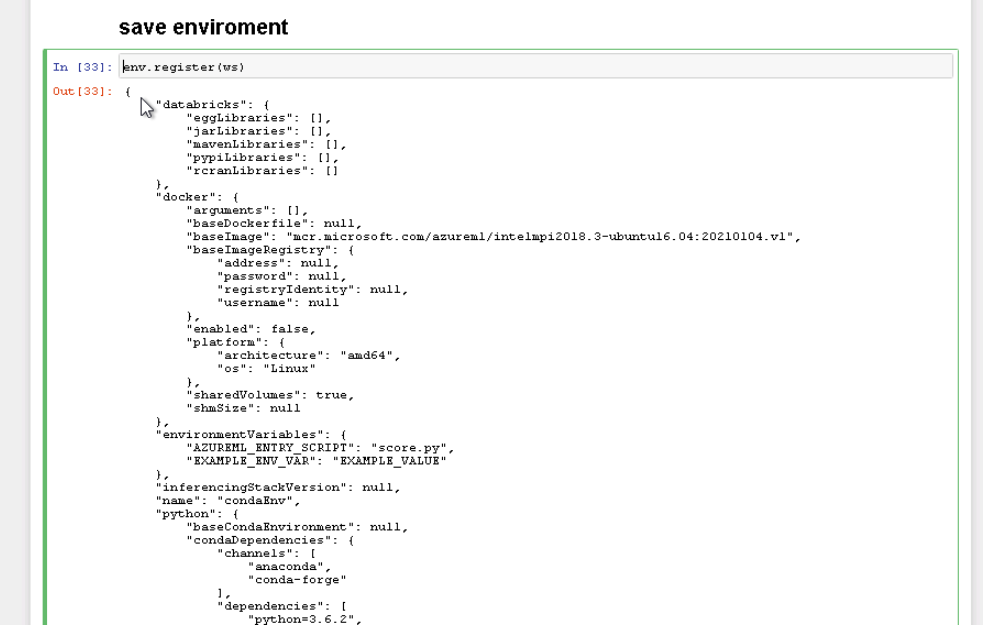 save enviroment
In [33]: env.register(ws)
Out[33]: {
"databricks": {
"eggLibraries": [],
"jarLibraries": [],
"mavenLibraries": [],
"pypiLibraries": [],
"rcranLibraries": []
},
"docker": {
"arguments": [],
"baseDockerfile": null,
"baseImage": "mcr.microsoft.com/azureml/intelmpi2018.3-ubuntu16.04:20210104.v1",
"baseImageRegistry": {
"address": null,
"password": null,
"registryIdentity": null,
"username": null
},
"enabled": false,
"platform": {
"architecture": "amd64",
"os": "Linux"
},
"sharedVolumes": true,
"shmSize": null
},
"environmentVariables": {
"AZUREML_ENTRY_SCRIPT": "score.py",
"EXAMPLE_ENV_VAR": "EXAMPLE_VALUE"
},
"inferencingStackVersion": null,
"name": "condaEnv",
"python": {
"baseCondaEnvironment": null,
"condaDependencies": {
"channels": [
"anaconda",
"conda-forge"
],
"dependencies": [
"python=3.6.2",